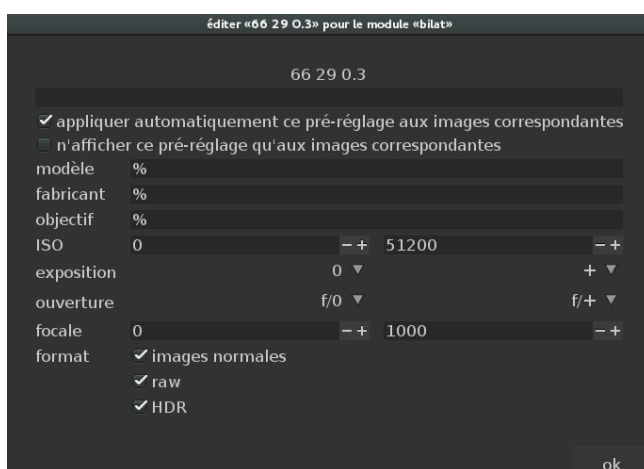 éditer «66 29 0.3» pour le module «bilat»
66 29 0.3
appliquer automatiquement ce pré-réglage aux images correspondantes
n'afficher ce pré-réglage qu'aux images correspondantes
modèle %
fabricant %
objectif %
ISO 0 − + 51200 − +
exposition 0 +
ouverture f/0 f/+
focale 0 − + 1000 − +
format images normales
raw
HDR
ok